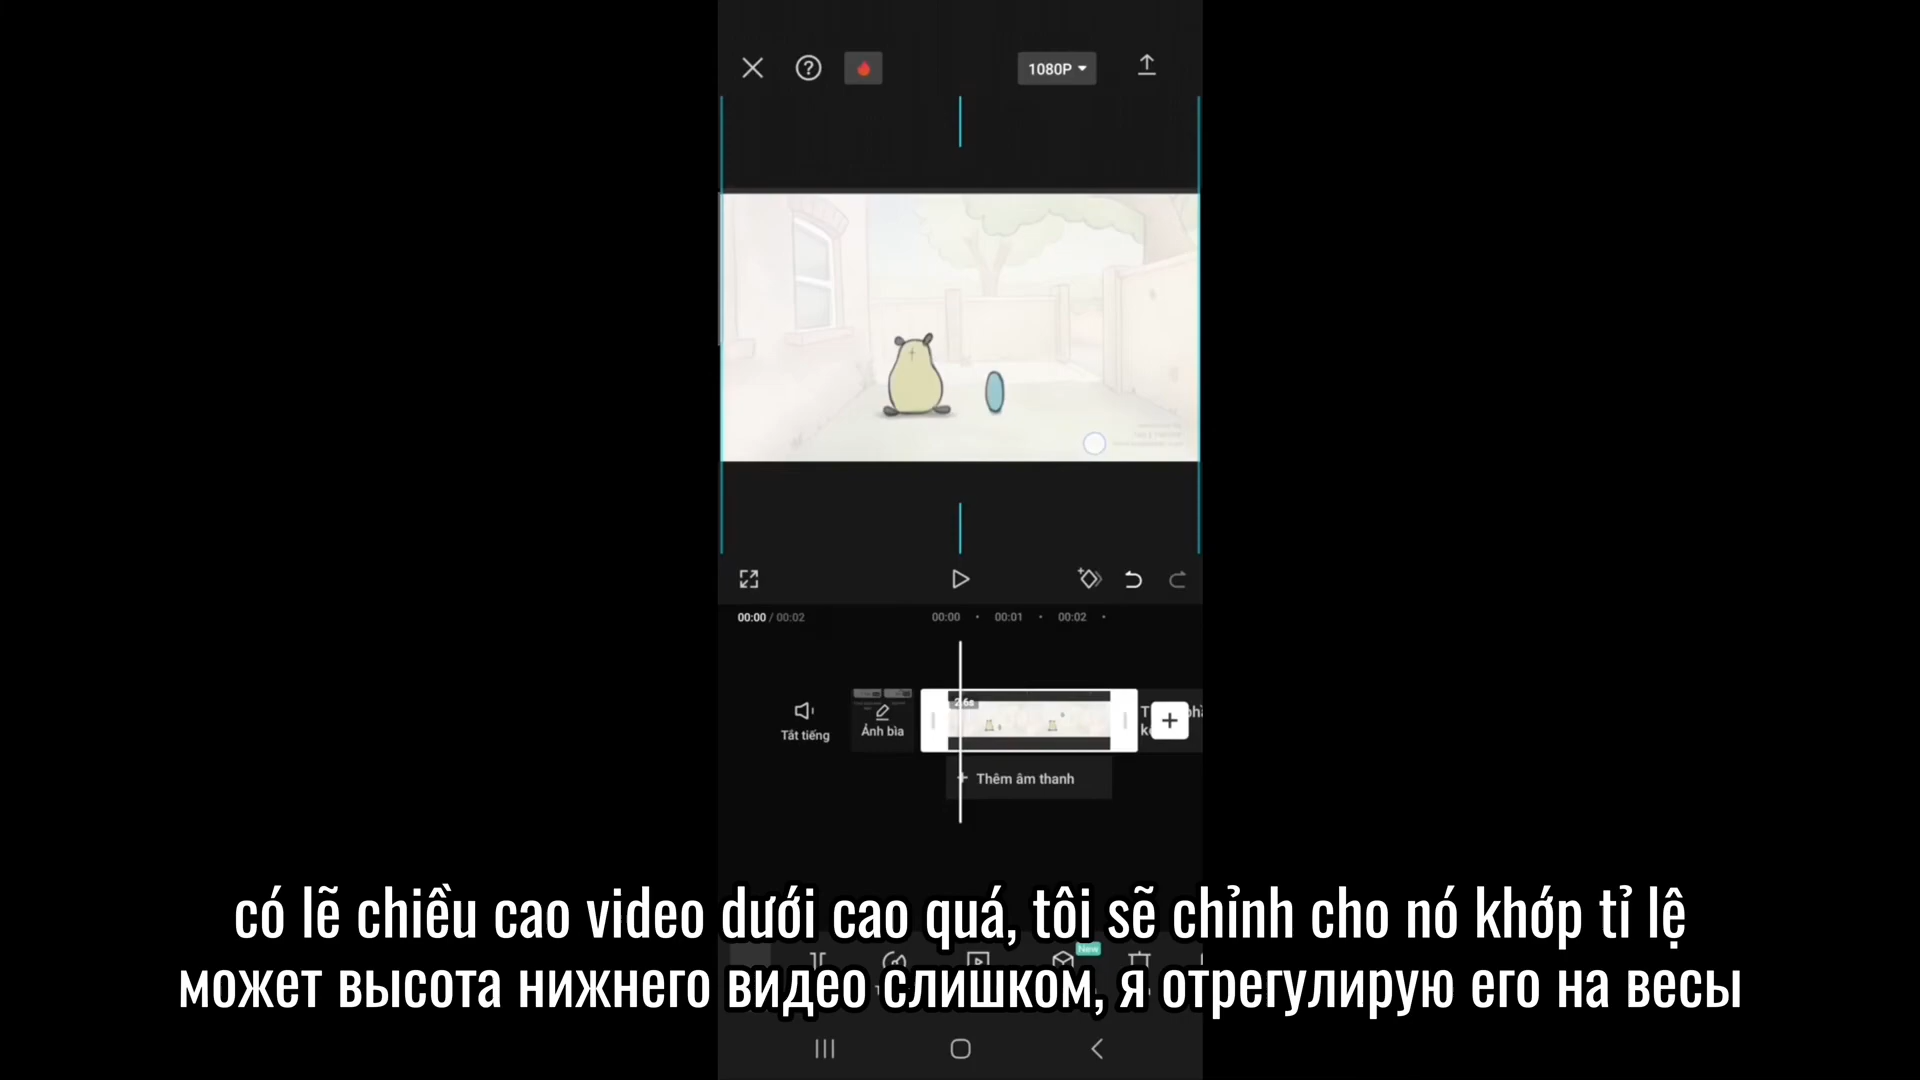 1080P
00:00 / 00:02
00:00
00:01
00:02
2.6s
Tắt tiếng
Ảnh bìa
+ Thêm âm thanh
có lẽ chiều cao video dưới cao quá, tôi sẽ chỉnh cho nó khớp tỉ lệ
New
может высота нижнего видео слишком, я отрегулирую его на весы